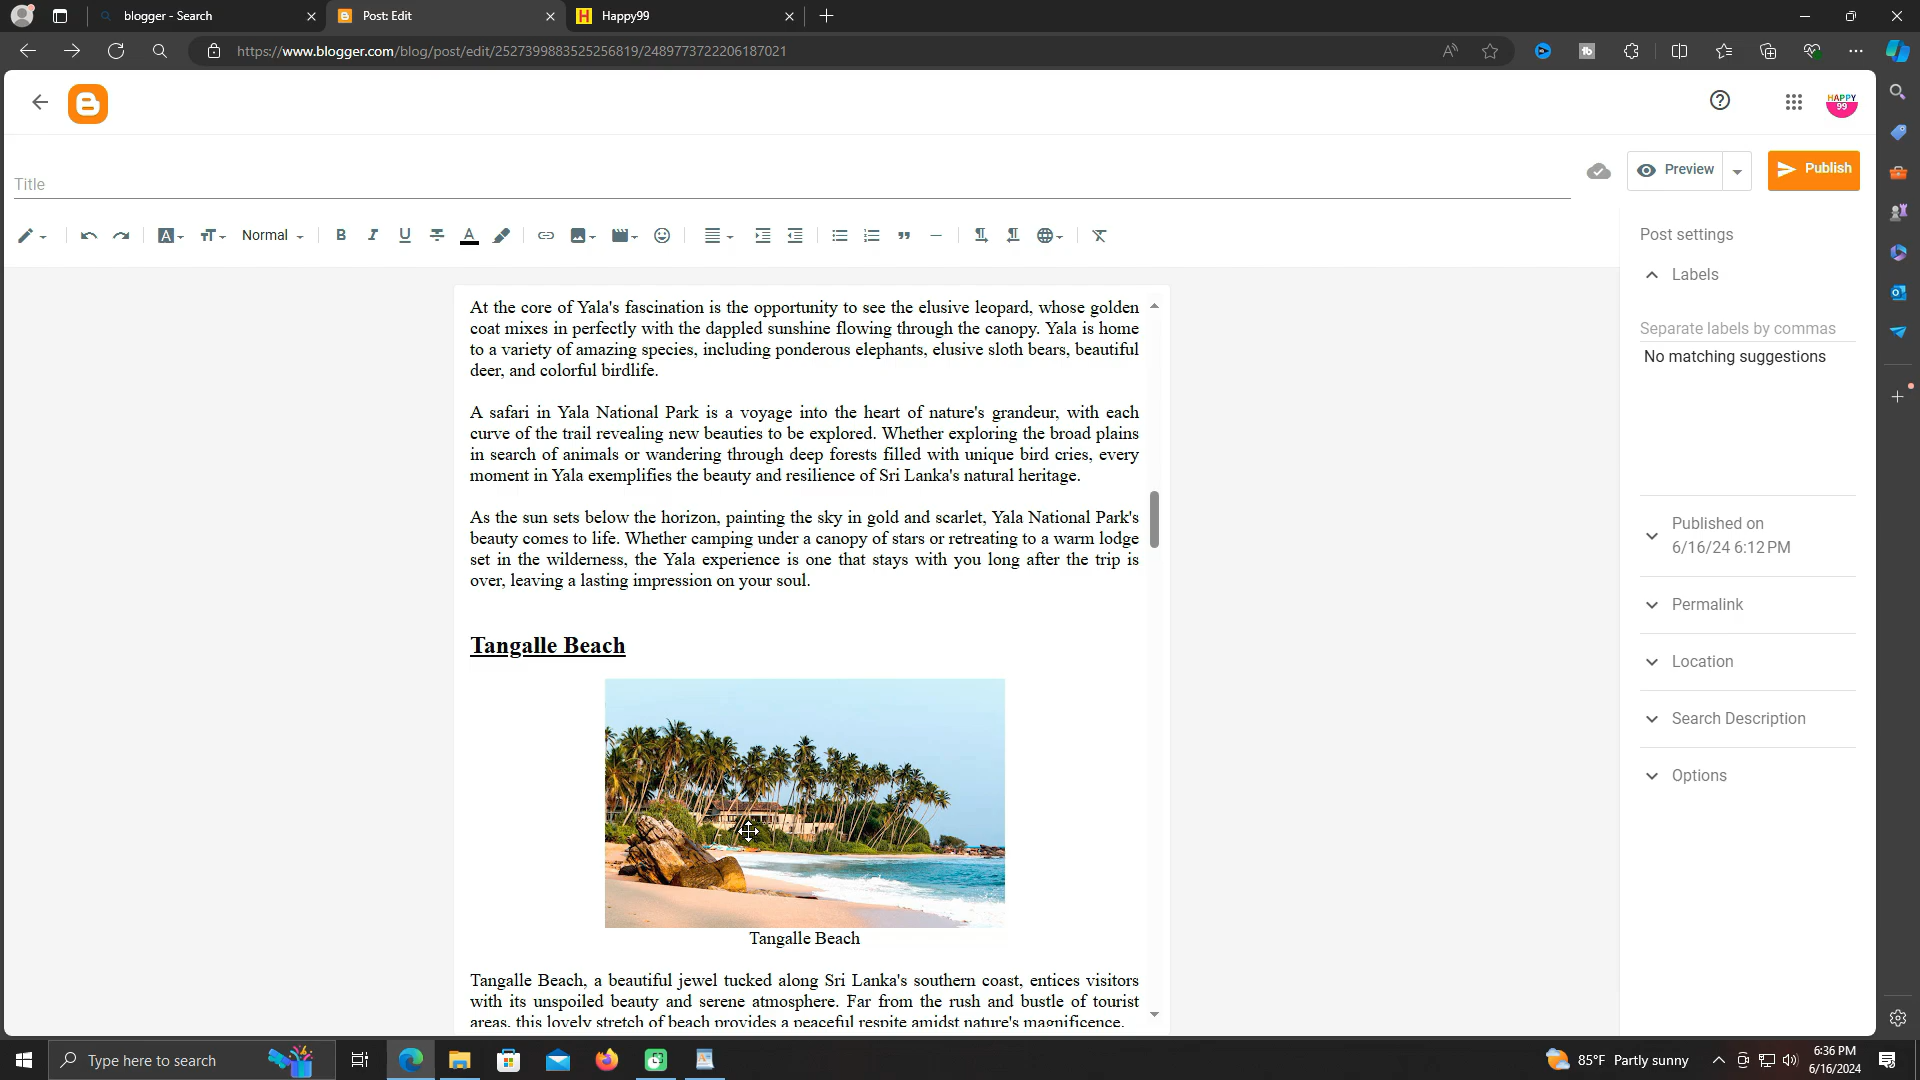 blogger - Search
Post: Edit
Happy99
https://www.blogger.com/blog/post/edit/2527399883525256819/2489773722206187021
HAPPY
99
Title
Preview
Publish
Normal
Post settings
Labels
Separate labels by commas
No matching suggestions
Published on
6/16/24 6:12 PM
Permalink
Location
Search Description
Options
At the core of Yala's fascination is the opportunity to see the elusive leopard, whose golden
coat mixes in perfectly with the dappled sunshine flowing through the canopy. Yala is home
to a variety of amazing species, including ponderous elephants, elusive sloth bears, beautiful
deer, and colorful birdlife.
A safari in Yala National Park is a voyage into the heart of nature's grandeur, with each
curve of the trail revealing new beauties to be explored. Whether exploring the broad plains
in search of animals or wandering through deep forests filled with unique bird cries, every
moment in Yala exemplifies the beauty and resilience of Sri Lanka's natural heritage.
As the sun sets below the horizon, painting the sky in gold and scarlet, Yala National Park's
beauty comes to life. Whether camping under a canopy of stars or retreating to a warm lodge
set in the wilderness, the Yala experience is one that stays with you long after the trip is
over, leaving a lasting impression on your soul.
Tangalle Beach
Tangalle Beach
Tangalle Beach, a beautiful jewel tucked along Sri Lanka's southern coast, entices visitors
with its unspoiled beauty and serene atmosphere. Far from the rush and bustle of tourist
areas, this lovely stretch of beach provides a peaceful respite amidst nature's magnificence.
Type here to search
85°F Partly sunny
6:36 PM
6/16/2024